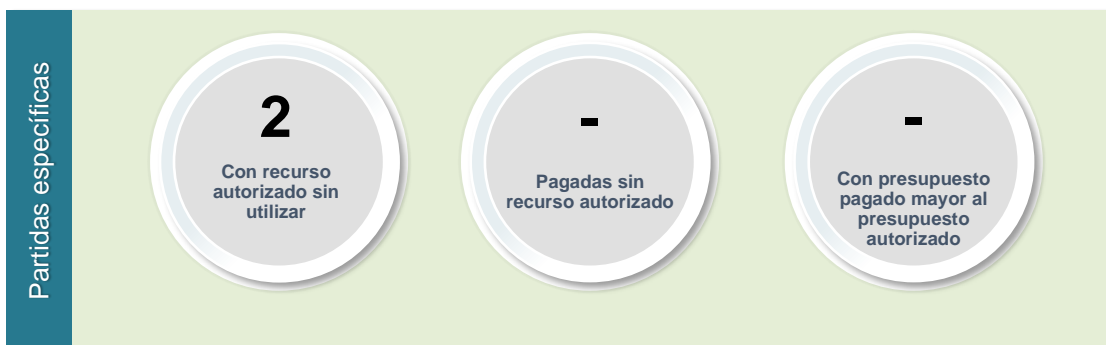 Partidas específicas
2
Con recurso
autorizado sin
utilizar
-
Pagadas sin
recurso autorizado
-
Con presupuesto
pagado mayor al
presupuesto
autorizado